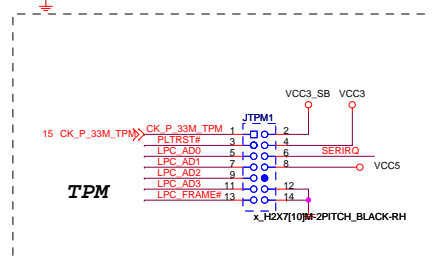 VCC3_SB VCC3
JTPM1
15 CK_P_33M_TPM CK_P_33M_TPM 1 2
PLTRST# 3 4
LPC_AD0 5 6 SERIRQ
LPC_AD1 7 8 VCC5
LPC_AD2 9
TPM
LPC_AD3 11 12
LPC_FRAME# 13 14
x_H2X7[10]M-2PITCH_BLACK-RH